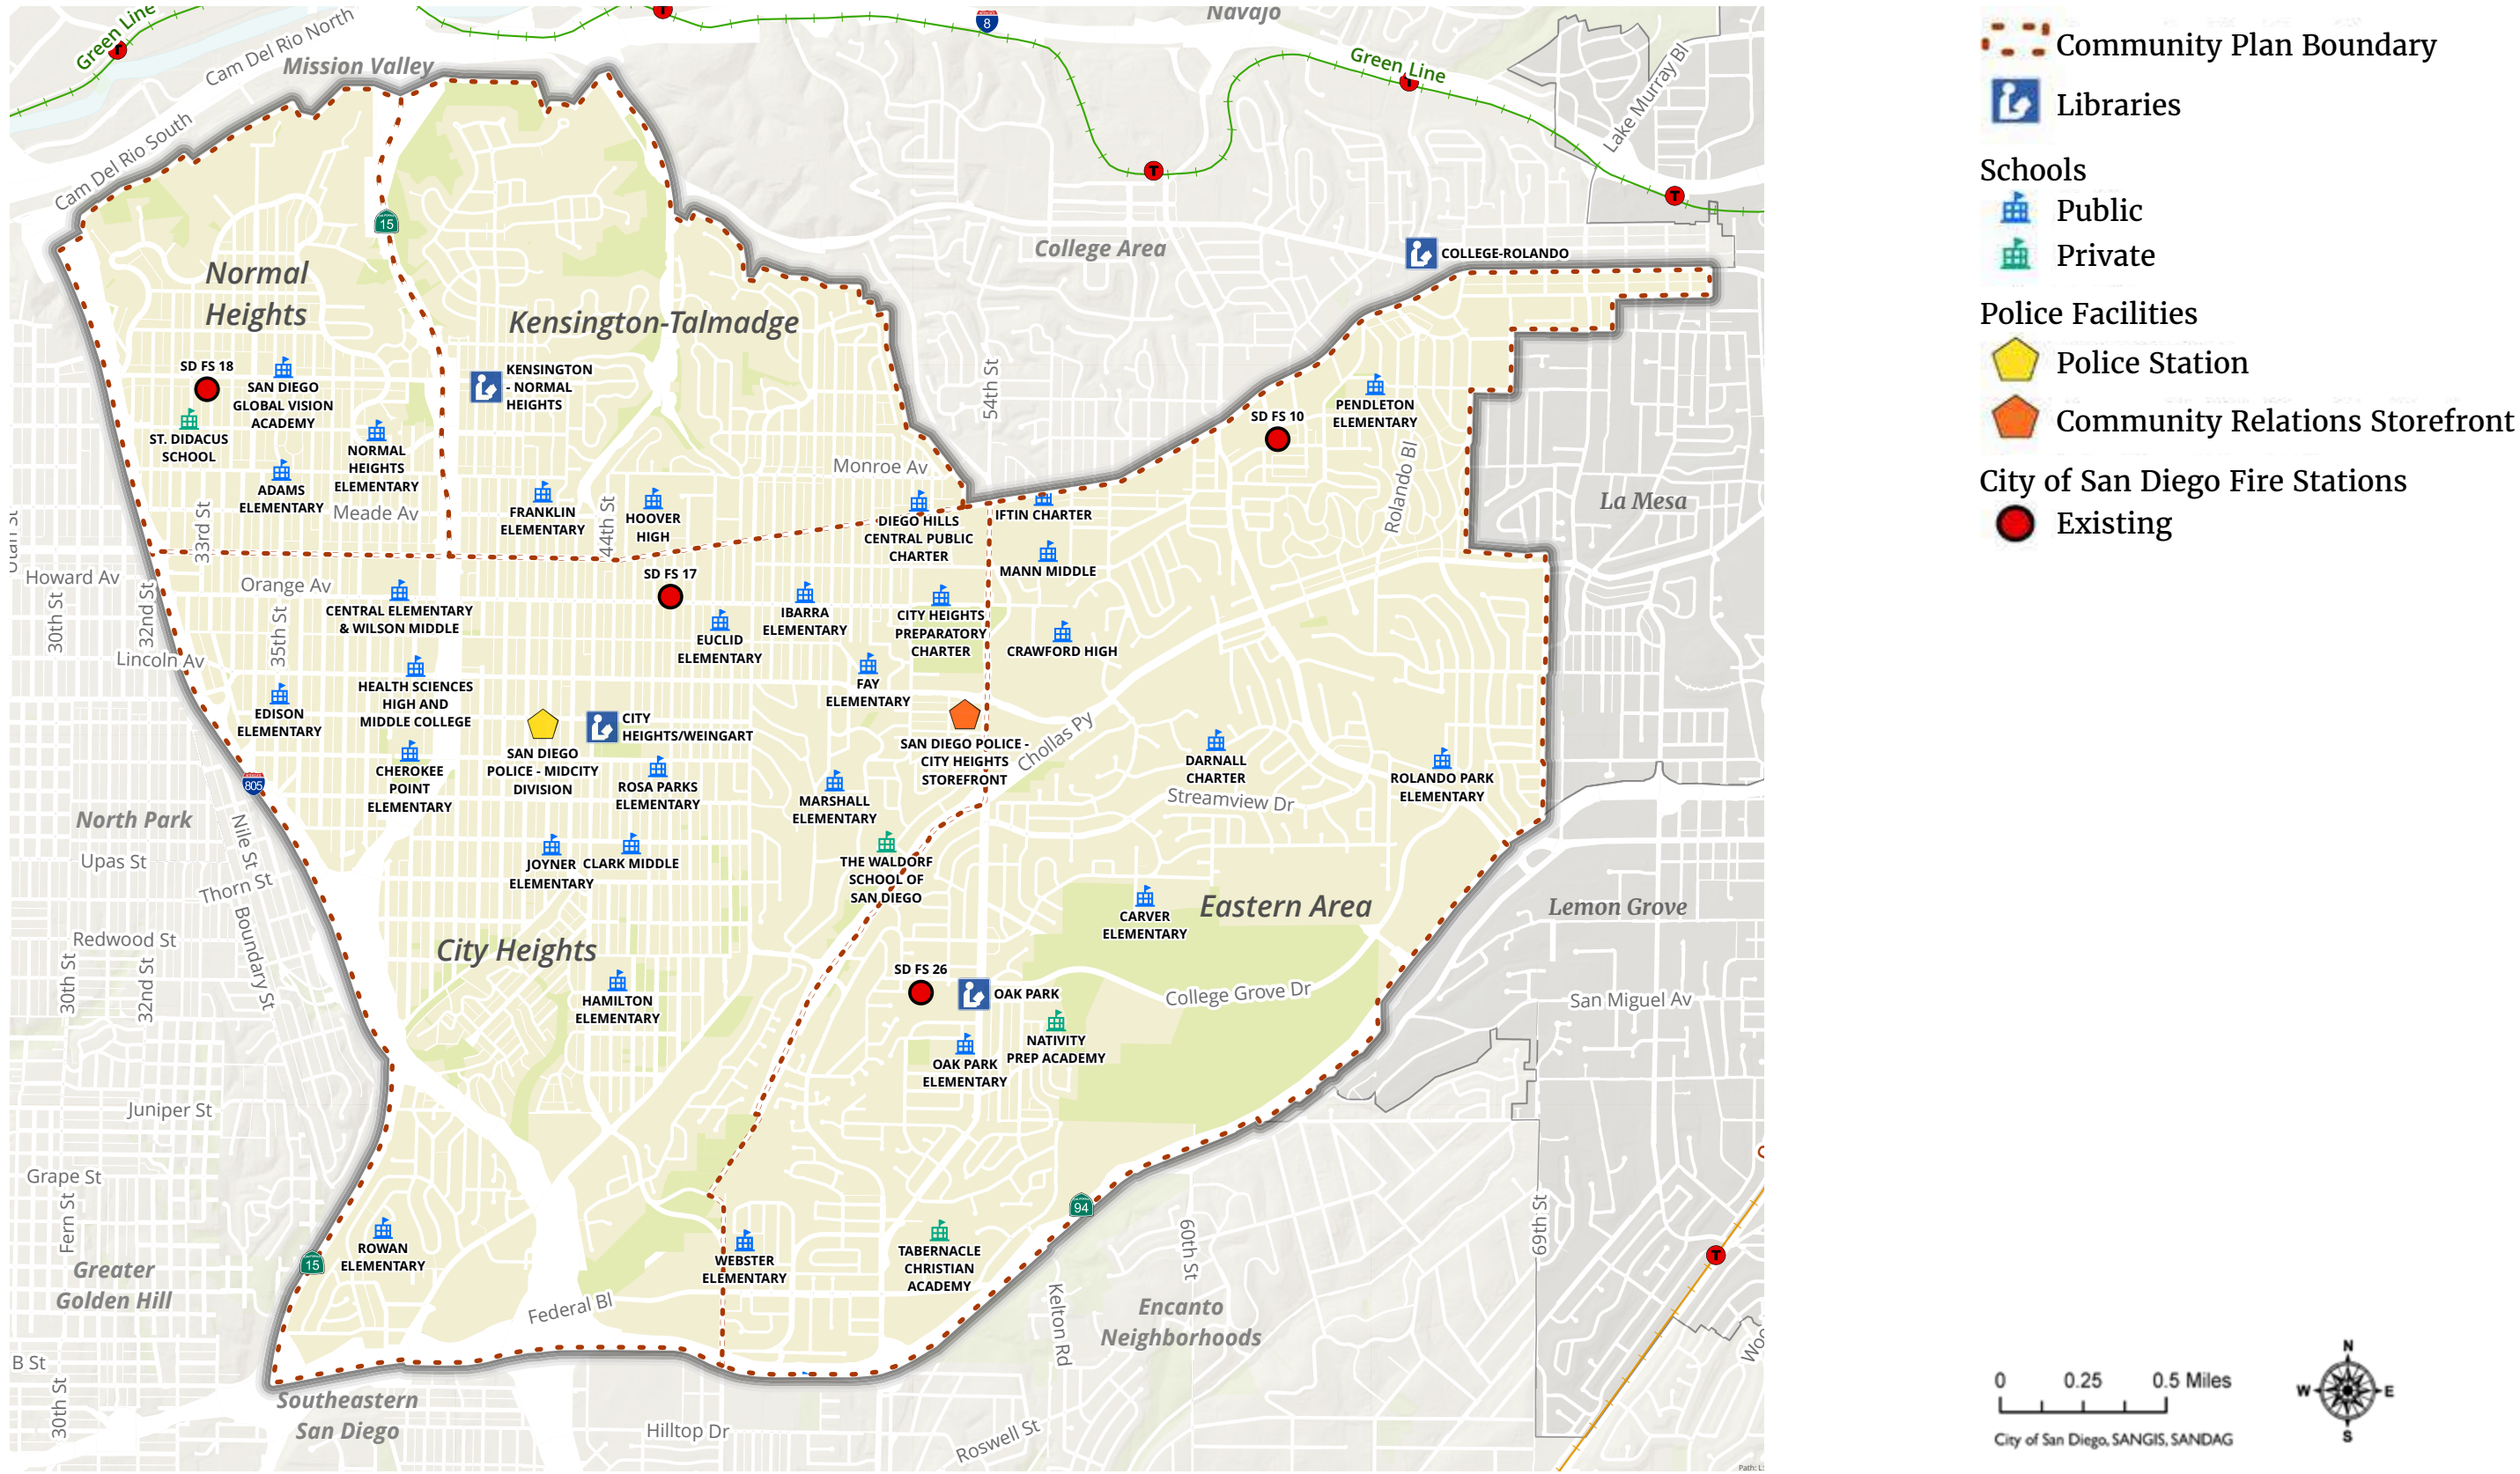 Green Line
Cam Del Rio North
Mission Valley
Cam Del Rio South
8
Navajo
Green Line
Lake Murray Bl
15
College Area
COLLEGE-ROLANDO
Normal
Heights
Kensington-Talmadge
SD FS 18
SAN DIEGO
GLOBAL VISION
ACADEMY
ST. DIDACUS
SCHOOL
NORMAL
HEIGHTS
ELEMENTARY
ADAMS
ELEMENTARY
Meade Av
33rd St
KENSINGTON
- NORMAL
HEIGHTS
54th St
Monroe Av
FRANKLIN
ELEMENTARY
44th St
HOOVER
HIGH
DIEGO HILLS
CENTRAL PUBLIC
CHARTER
IFTIN CHARTER
MANN MIDDLE
SD FS 10
PENDLETON
ELEMENTARY
Rolando Bl
La Mesa
Howard Av
30th St
32nd St
Orange Av
35th St
Lincoln Av
CENTRAL ELEMENTARY
& WILSON MIDDLE
SD FS 17
EUCLID
ELEMENTARY
IBARRA
ELEMENTARY
CITY HEIGHTS
PREPARATORY
CHARTER
CRAWFORD HIGH
HEALTH SCIENCES
HIGH AND
MIDDLE COLLEGE
EDISON
ELEMENTARY
FAY
ELEMENTARY
SAN DIEGO
POLICE - MIDCITY
DIVISION
CITY
HEIGHTS/WEINGART
SAN DIEGO POLICE -
CITY HEIGHTS
STOREFRONT
Chollas Py
CHEROKEE
POINT
ELEMENTARY
ROSA PARKS
ELEMENTARY
MARSHALL
ELEMENTARY
DARNALL
CHARTER
Streamview Dr
ROLANDO PARK
ELEMENTARY
805
North Park
Nile St
Upas St
Thorn St
Boundary St
Redwood St
30th St
32nd St
JOYNER
ELEMENTARY
CLARK MIDDLE
THE WALDORF
SCHOOL OF
SAN DIEGO
CARVER
ELEMENTARY
Eastern Area
Lemon Grove
City Heights
HAMILTON
ELEMENTARY
SD FS 26
OAK PARK
College Grove Dr
San Miguel Av
OAK PARK
ELEMENTARY
NATIVITY
PREP ACADEMY
Juniper St
Grape St
Fern St
Greater
Golden Hill
15
ROWAN
ELEMENTARY
Federal Bl
WEBSTER
ELEMENTARY
TABERNACLE
CHRISTIAN
ACADEMY
94
60th St
69th St
Kelton Rd
Encanto
Neighborhoods
B St
30th St
Southeastern
San Diego
Hilltop Dr
Roswell St
Community Plan Boundary
Libraries
Schools
Public
Private
Police Facilities
Police Station
Community Relations Storefront
City of San Diego Fire Stations
Existing
0 0.25 0.5 Miles
City of San Diego, SANGIS, SANDAG
N
W E
S